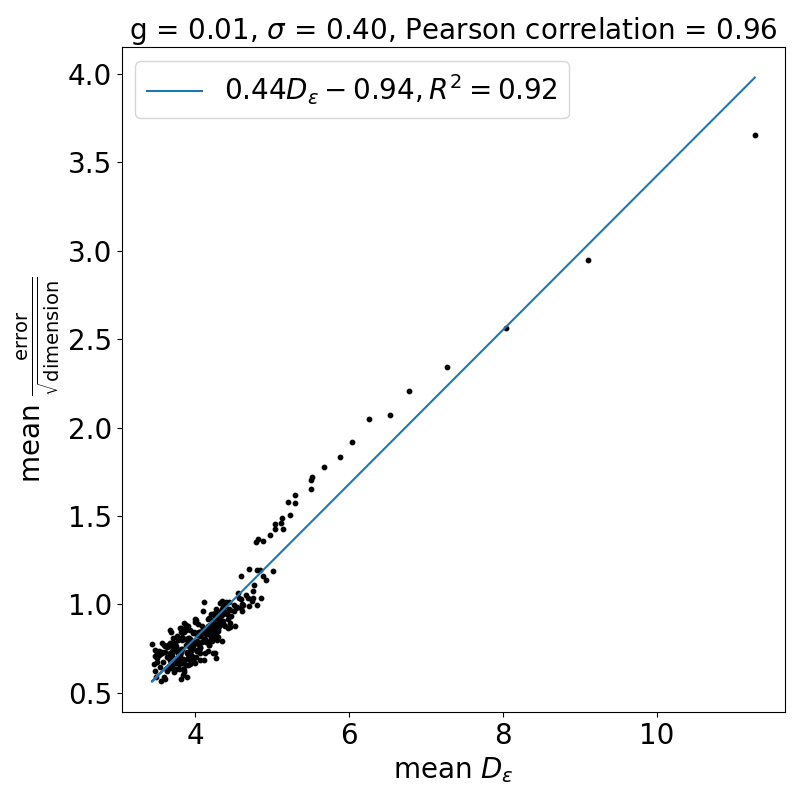 g = 0.01, σ = 0.40, Pearson correlation = 0.96
0.44D_ε − 0.94, R² = 0.92
4.0
3.5
3.0
2.5
2.0
1.5
1.0
0.5
mean error/√dimension
4 6 8 10
mean D_ε